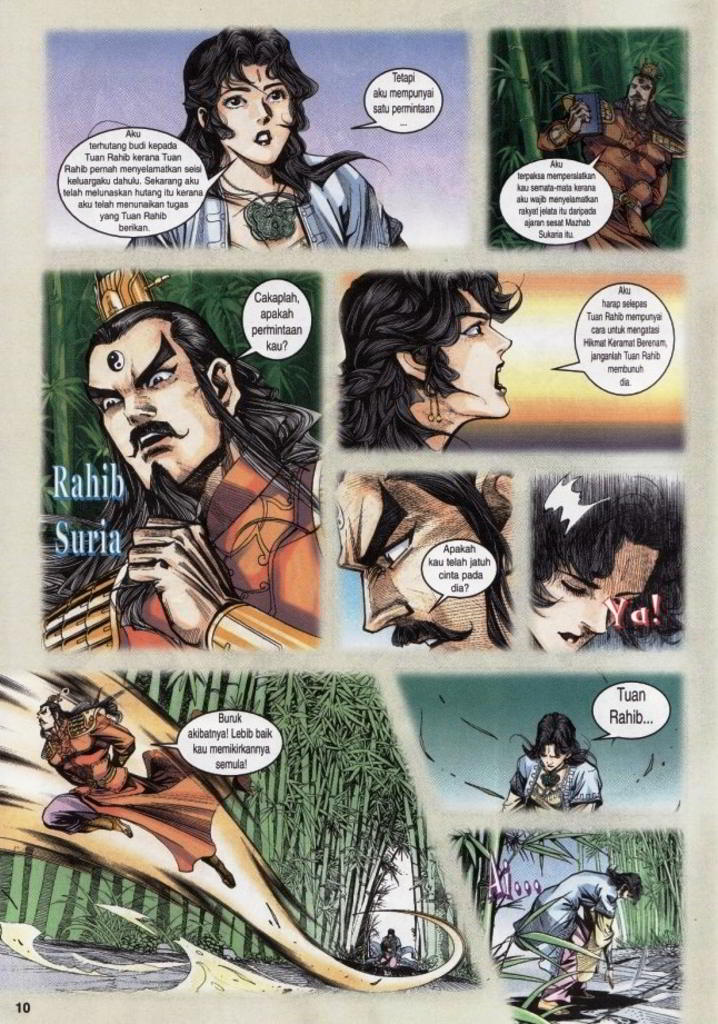 Aku
terhutang budi kepada
Tuan Rahib kerana Tuan
Rahib pernah menyelamatkan seisi
keluargaku dahulu. Sekarang aku
telah melunaskan hutang itu kerana
aku telah menunaikan tugas
yang Tuan Rahib
berikan.
Tetapi
aku mempunyai
satu permintaan
...
Aku
terpaksa memperalatkan
kau semata-mata kerana
aku wajib menyelamatkan
rakyat jelata itu daripada
ajaran sesat Mazhab
Sukaria itu.
Cakaplah,
apakah
permintaan
kau?
Rahib
Suria
Aku
harap selepas
Tuan Rahib mempunyai
cara untuk mengatasi
Hikmat Keramat Berenam,
janganlah Tuan Rahib
membunuh
dia.
Apakah
kau telah jatuh
cinta pada
dia?
Ya!
Buruk
akibatnya! Lebib baik
kau memikirkannya
semula!
Tuan
Rahib...
10